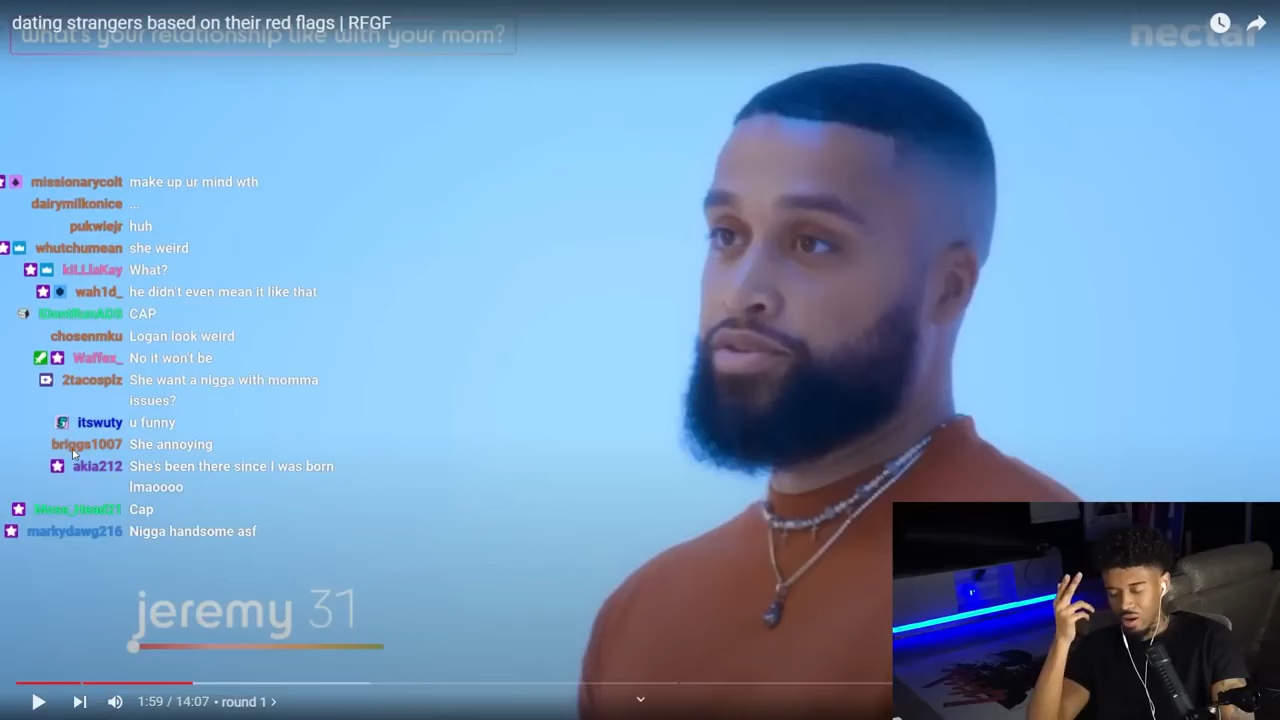 dating strangers based on their red flags | RFGF
what's your relationship like with your mom?
nectar
missionarycolt make up ur mind wth
dairymilkonice ...
pukwiejr huh
whutchumean she weird
kiLLlaKay What?
wah1d_ he didn't even mean it like that
CAP
chosenmku Logan look weird
Waffex_ No it won't be
2tacosplz She want a nigga with momma
issues?
itswuty u funny
briggs1007 She annoying
akia212 She's been there since I was born
lmaoooo
Cap
markydawg216 Nigga handsome asf
jeremy 31
1:59 / 14:07 • round 1 >